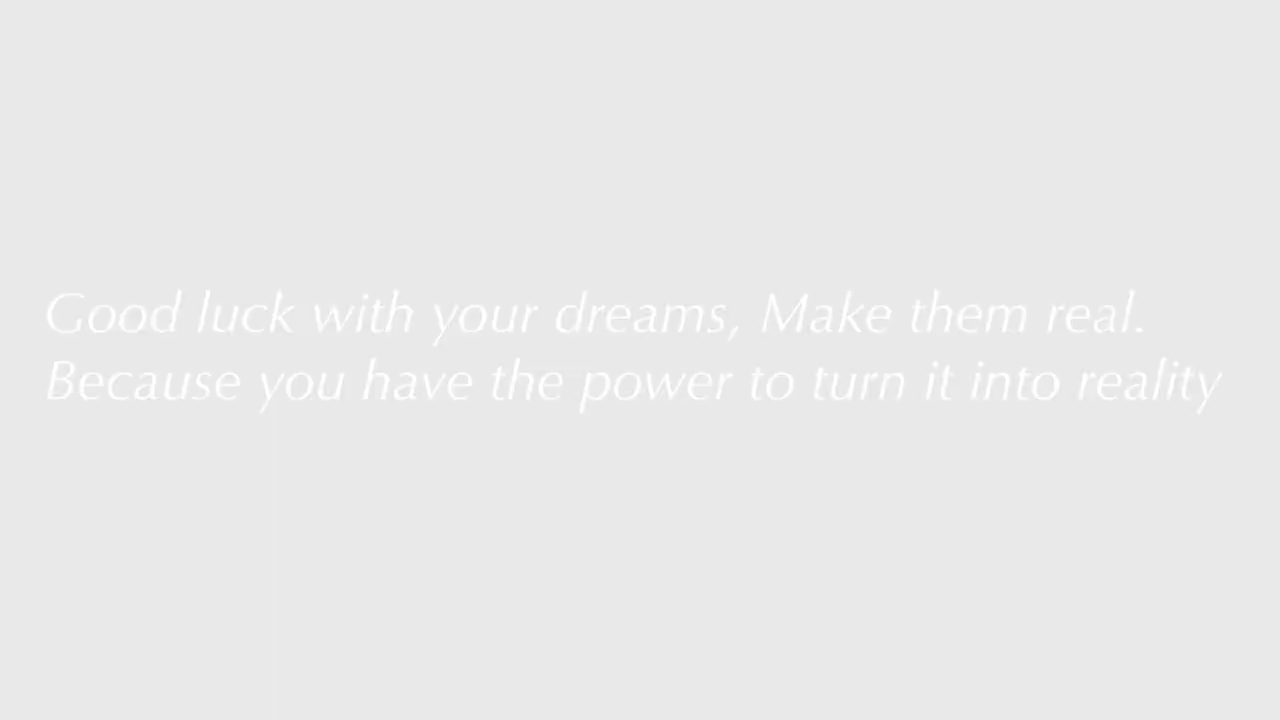 Good luck with your dreams, Make them real.
Because you have the power to turn it into reality